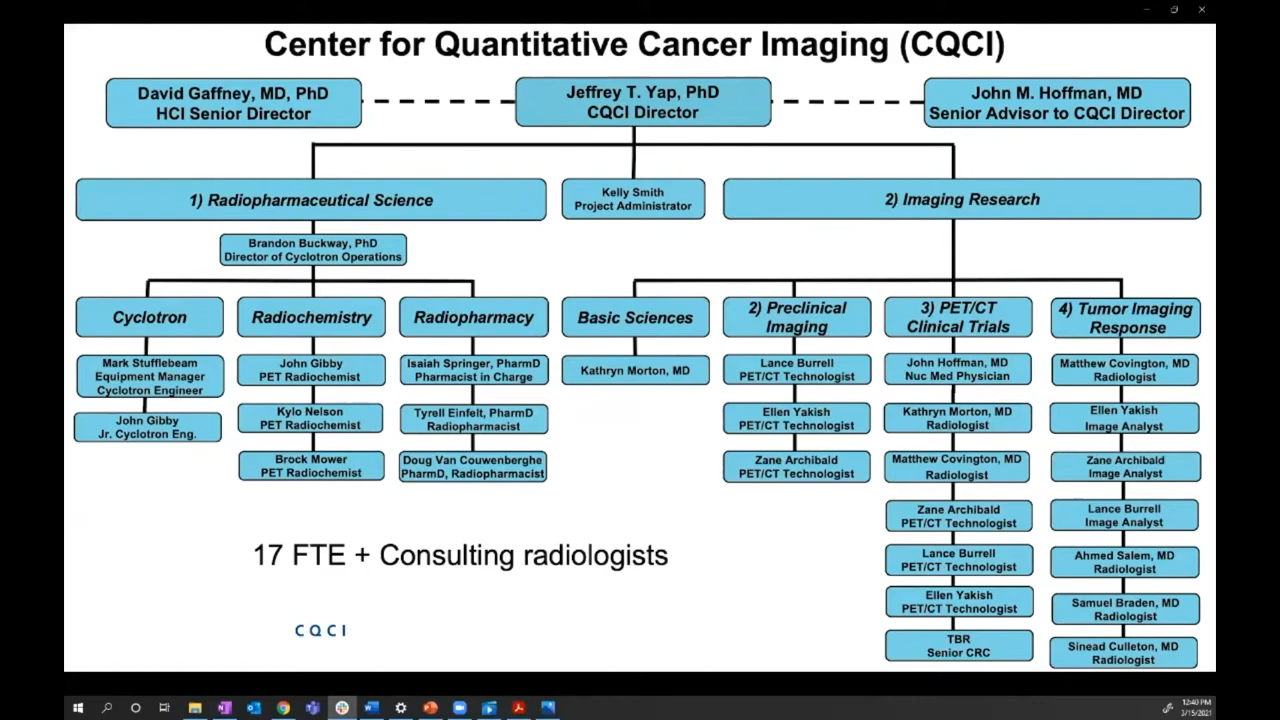 Center for Quantitative Cancer Imaging (CQCI)
David Gaffney, MD, PhD
HCI Senior Director
Jeffrey T. Yap, PhD
CQCI Director
John M. Hoffman, MD
Senior Advisor to CQCI Director
1) Radiopharmaceutical Science
Kelly Smith
Project Administrator
2) Imaging Research
Brandon Buckway, PhD
Director of Cyclotron Operations
Cyclotron
Mark Stufflebeam
Equipment Manager
Cyclotron Engineer
John Gibby
Jr. Cyclotron Eng.
Radiochemistry
John Gibby
PET Radiochemist
Kylo Nelson
PET Radiochemist
Brock Mower
PET Radiochemist
Radiopharmacy
Isaiah Springer, PharmD
Pharmacist in Charge
Tyrell Einfelt, PharmD
Radiopharmacist
Doug Van Couwenberghe
PharmD, Radiopharmacist
Basic Sciences
Kathryn Morton, MD
2) Preclinical
Imaging
Lance Burrell
PET/CT Technologist
Ellen Yakish
PET/CT Technologist
Zane Archibald
PET/CT Technologist
3) PET/CT
Clinical Trials
John Hoffman, MD
Nuc Med Physician
Kathryn Morton, MD
Radiologist
Matthew Covington, MD
Radiologist
Zane Archibald
PET/CT Technologist
Lance Burrell
PET/CT Technologist
Ellen Yakish
PET/CT Technologist
TBR
Senior CRC
4) Tumor Imaging
Response
Matthew Covington, MD
Radiologist
Ellen Yakish
Image Analyst
Zane Archibald
Image Analyst
Lance Burrell
Image Analyst
Ahmed Salem, MD
Radiologist
Samuel Braden, MD
Radiologist
Sinead Culleton, MD
Radiologist
17 FTE + Consulting radiologists
CQCI
12:40 PM
3/15/2021